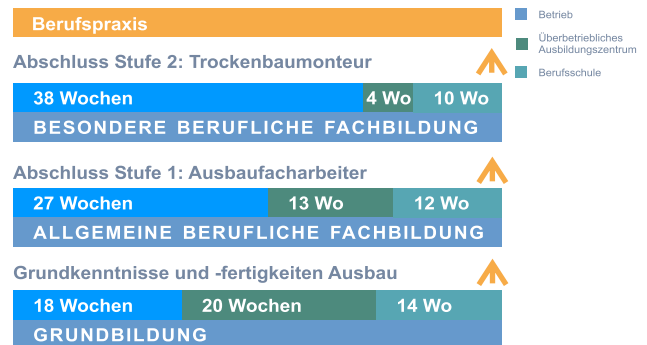 Berufspraxis
Abschluss Stufe 2: Trockenbaumonteur
38 Wochen 4 Wo 10 Wo
BESONDERE BERUFLICHE FACHBILDUNG
Abschluss Stufe 1: Ausbaufacharbeiter
27 Wochen 13 Wo 12 Wo
ALLGEMEINE BERUFLICHE FACHBILDUNG
Grundkenntnisse und -fertigkeiten Ausbau
18 Wochen 20 Wochen 14 Wo
GRUNDBILDUNG
Betrieb
Überbetriebliches
Ausbildungszentrum
Berufsschule